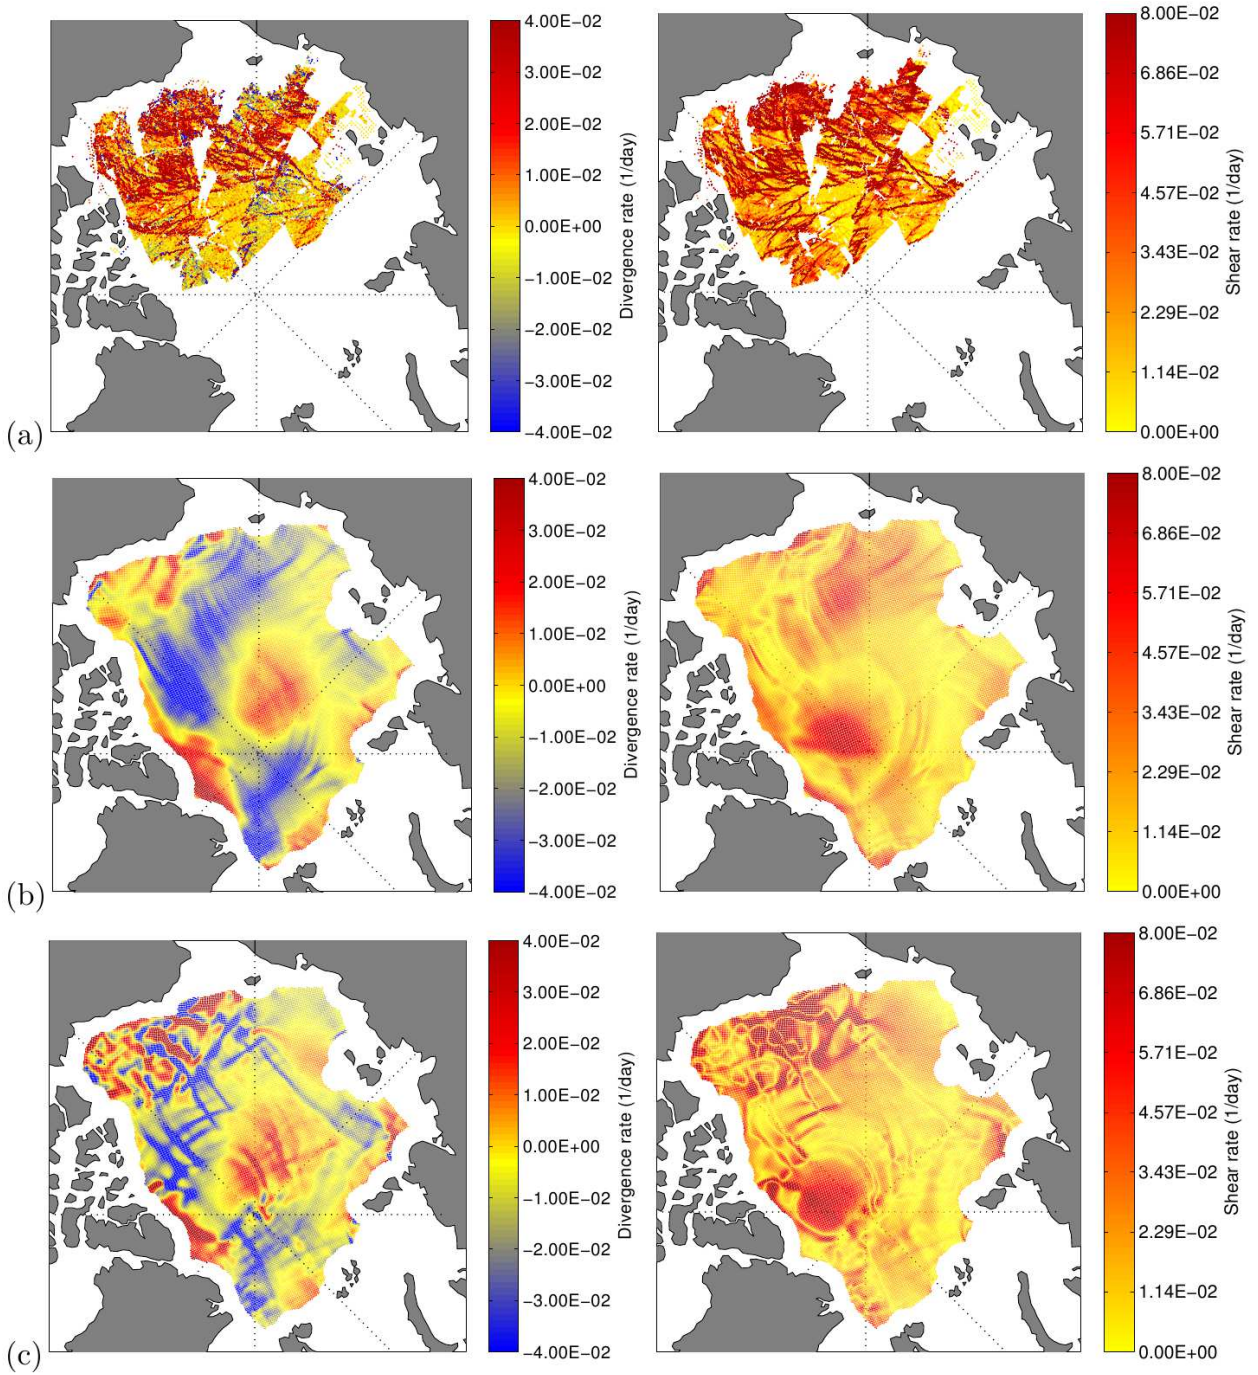 4.00E−02
3.00E−02
2.00E−02
1.00E−02
0.00E+00
−1.00E−02
−2.00E−02
−3.00E−02
−4.00E−02
Divergence rate (1/day)
8.00E−02
6.86E−02
5.71E−02
4.57E−02
3.43E−02
2.29E−02
1.14E−02
0.00E+00
Shear rate (1/day)
(a)
4.00E−02
3.00E−02
2.00E−02
1.00E−02
0.00E+00
−1.00E−02
−2.00E−02
−3.00E−02
−4.00E−02
Divergence rate (1/day)
8.00E−02
6.86E−02
5.71E−02
4.57E−02
3.43E−02
2.29E−02
1.14E−02
0.00E+00
Shear rate (1/day)
(b)
4.00E−02
3.00E−02
2.00E−02
1.00E−02
0.00E+00
−1.00E−02
−2.00E−02
−3.00E−02
−4.00E−02
Divergence rate (1/day)
8.00E−02
6.86E−02
5.71E−02
4.57E−02
3.43E−02
2.29E−02
1.14E−02
0.00E+00
Shear rate (1/day)
(c)